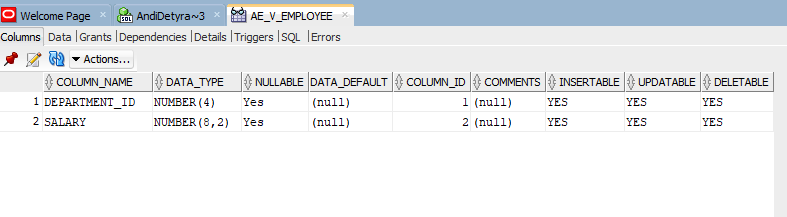 Welcome Page AndiDetyra~3 AE_V_EMPLOYEE
Columns Data Grants Dependencies Details Triggers SQL Errors
Actions...
COLUMN_NAME DATA_TYPE NULLABLE DATA_DEFAULT COLUMN_ID COMMENTS INSERTABLE UPDATABLE DELETABLE
1 DEPARTMENT_ID NUMBER(4) Yes (null) 1 (null) YES YES YES
2 SALARY NUMBER(8,2) Yes (null) 2 (null) YES YES YES